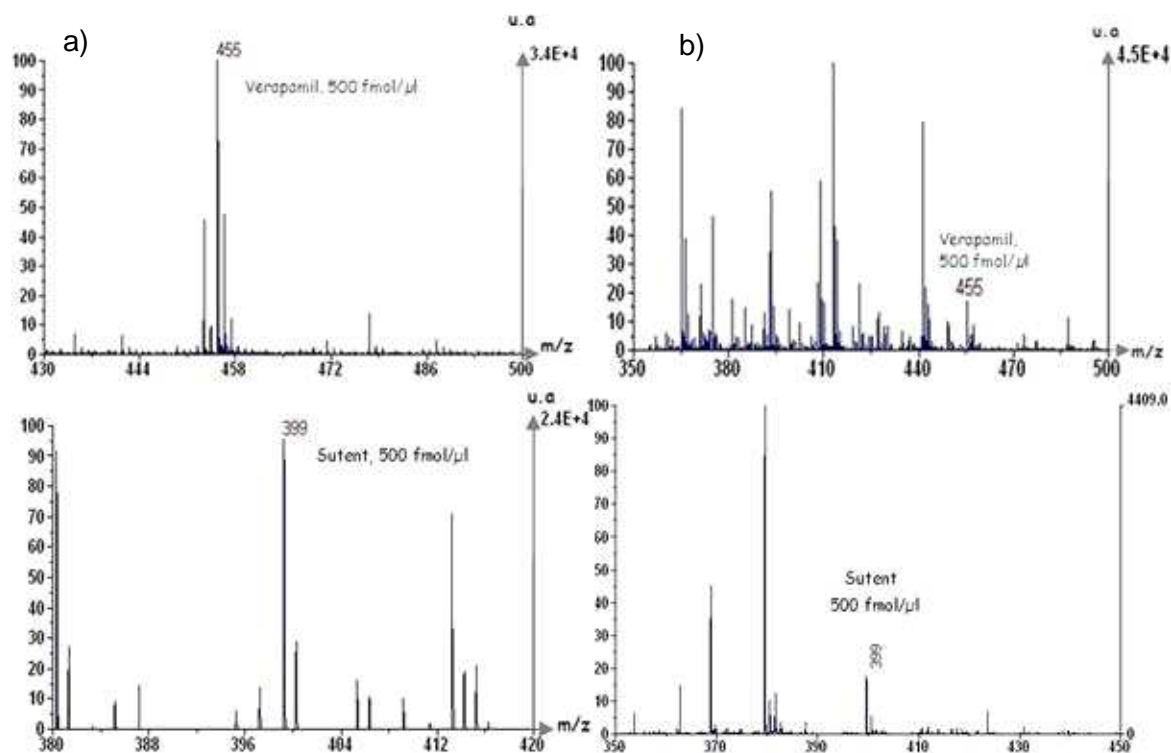 a)
u.a
3.4E+4
455
Verapamil, 500 fmol/µl
100
90
80
70
60
50
40
30
20
10
0
430 444 458 472 486 500
m/z
b)
u.a
4.5E+4
Verapamil,
500 fmol/µl
455
100
90
80
70
60
50
40
30
20
10
0
350 380 410 440 470 500
m/z
u.a
2.4E+4
399
Sutent, 500 fmol/µl
100
90
80
70
60
50
40
30
20
10
0
380 388 396 404 412 420
m/z
4409.0
Sutent
500 fmol/µl
399
100
90
80
70
60
50
40
30
20
10
0
0
350 370 390 410 430 450
m/z